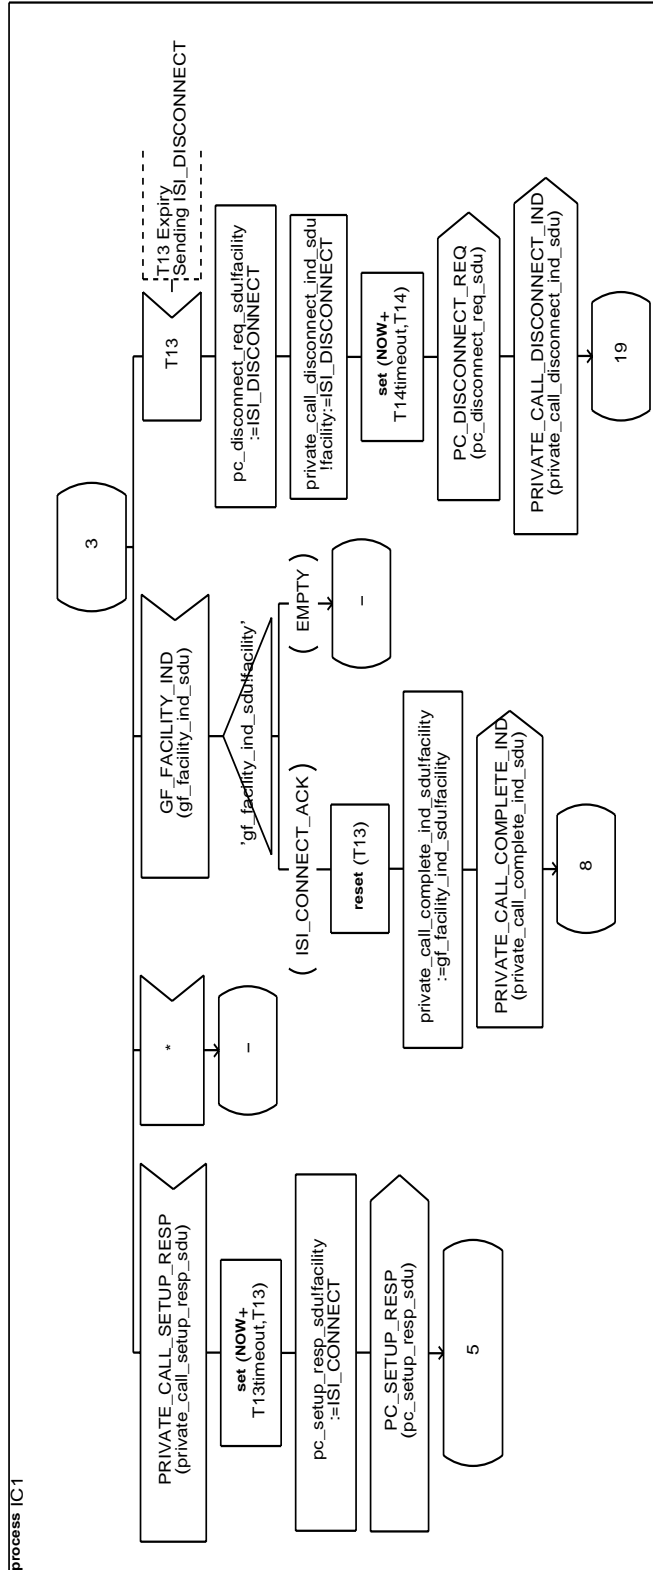 process IC1
3
PRIVATE_CALL_SETUP_RESP
(private_call_setup_resp_sdu)
set (NOW+
T13timeout,T13)
pc_setup_resp_sdu!facility
:=ISI_CONNECT
PC_SETUP_RESP
(pc_setup_resp_sdu)
5
*
–
GF_FACILITY_IND
(gf_facility_ind_sdu)
'gf_facility_ind_sdu!facility'
( ISI_CONNECT_ACK )
reset (T13)
private_call_complete_ind_sdu!facility
:=gf_facility_ind_sdu!facility
PRIVATE_CALL_COMPLETE_IND
(private_call_complete_ind_sdu)
8
( EMPTY )
–
T13
T13 Expiry
Sending ISI_DISCONNECT
pc_disconnect_req_sdu!facility
:=ISI_DISCONNECT
private_call_disconnect_ind_sdu
!facility:=ISI_DISCONNECT
set (NOW+
T14timeout,T14)
PC_DISCONNECT_REQ
(pc_disconnect_req_sdu)
PRIVATE_CALL_DISCONNECT_IND
(private_call_disconnect_ind_sdu)
19